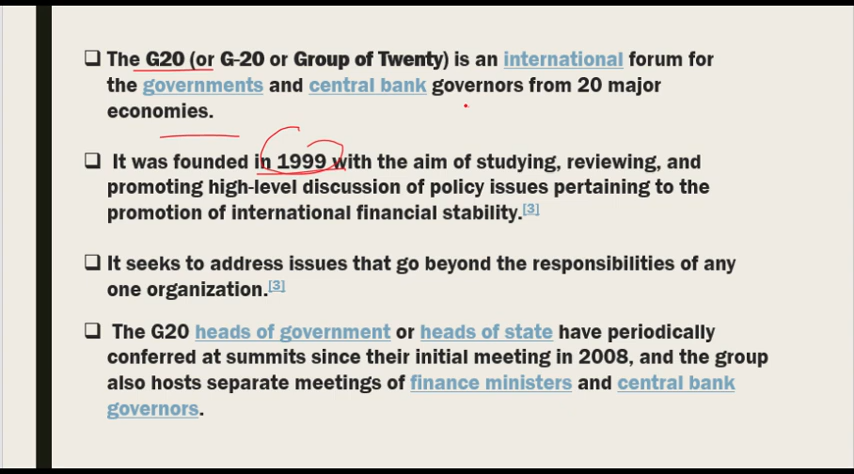 ❑ The G20 (or G-20 or Group of Twenty) is an international forum for
the governments and central bank governors from 20 major
economies.
❑ It was founded in 1999 with the aim of studying, reviewing, and
promoting high-level discussion of policy issues pertaining to the
promotion of international financial stability.[3]
❑ It seeks to address issues that go beyond the responsibilities of any
one organization.[3]
❑ The G20 heads of government or heads of state have periodically
conferred at summits since their initial meeting in 2008, and the group
also hosts separate meetings of finance ministers and central bank
governors.